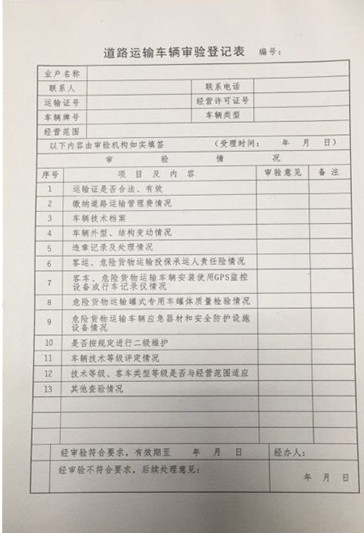 道路运输车辆审验登记表 编号：
业户名称
联系人 联系电话
运输证号 经营许可证号
车辆牌号 车辆类型
经营范围
以下内容由审验机构如实填签 （受理时间： 年 月 日）
审 验 情 况
序号 项目及内容 审验意见 备注
1 运输证是否合法、有效
2 缴纳道路运输管理费情况
3 车辆技术档案
4 车辆外型、结构变动情况
5 违章记录及处理情况
6 客运、危险货物运输投保承运人责任险情况
7 客车、危险货物运输车辆安装使用GPS监控
设备或行车记录仪情况
8 危险货物运输罐式专用车罐体质量检验情况
9 危险货物运输车辆应急器材和安全防护设施
设备情况
10 是否按规定进行二级维护
11 车辆技术等级评定情况
12 技术等级、客车类型等级是否与经营范围适应
13 其他查验情况
经审验符合要求，有效期至 年 月 日 经办人：
经审验不符合要求，后续处理意见：
年 月 日